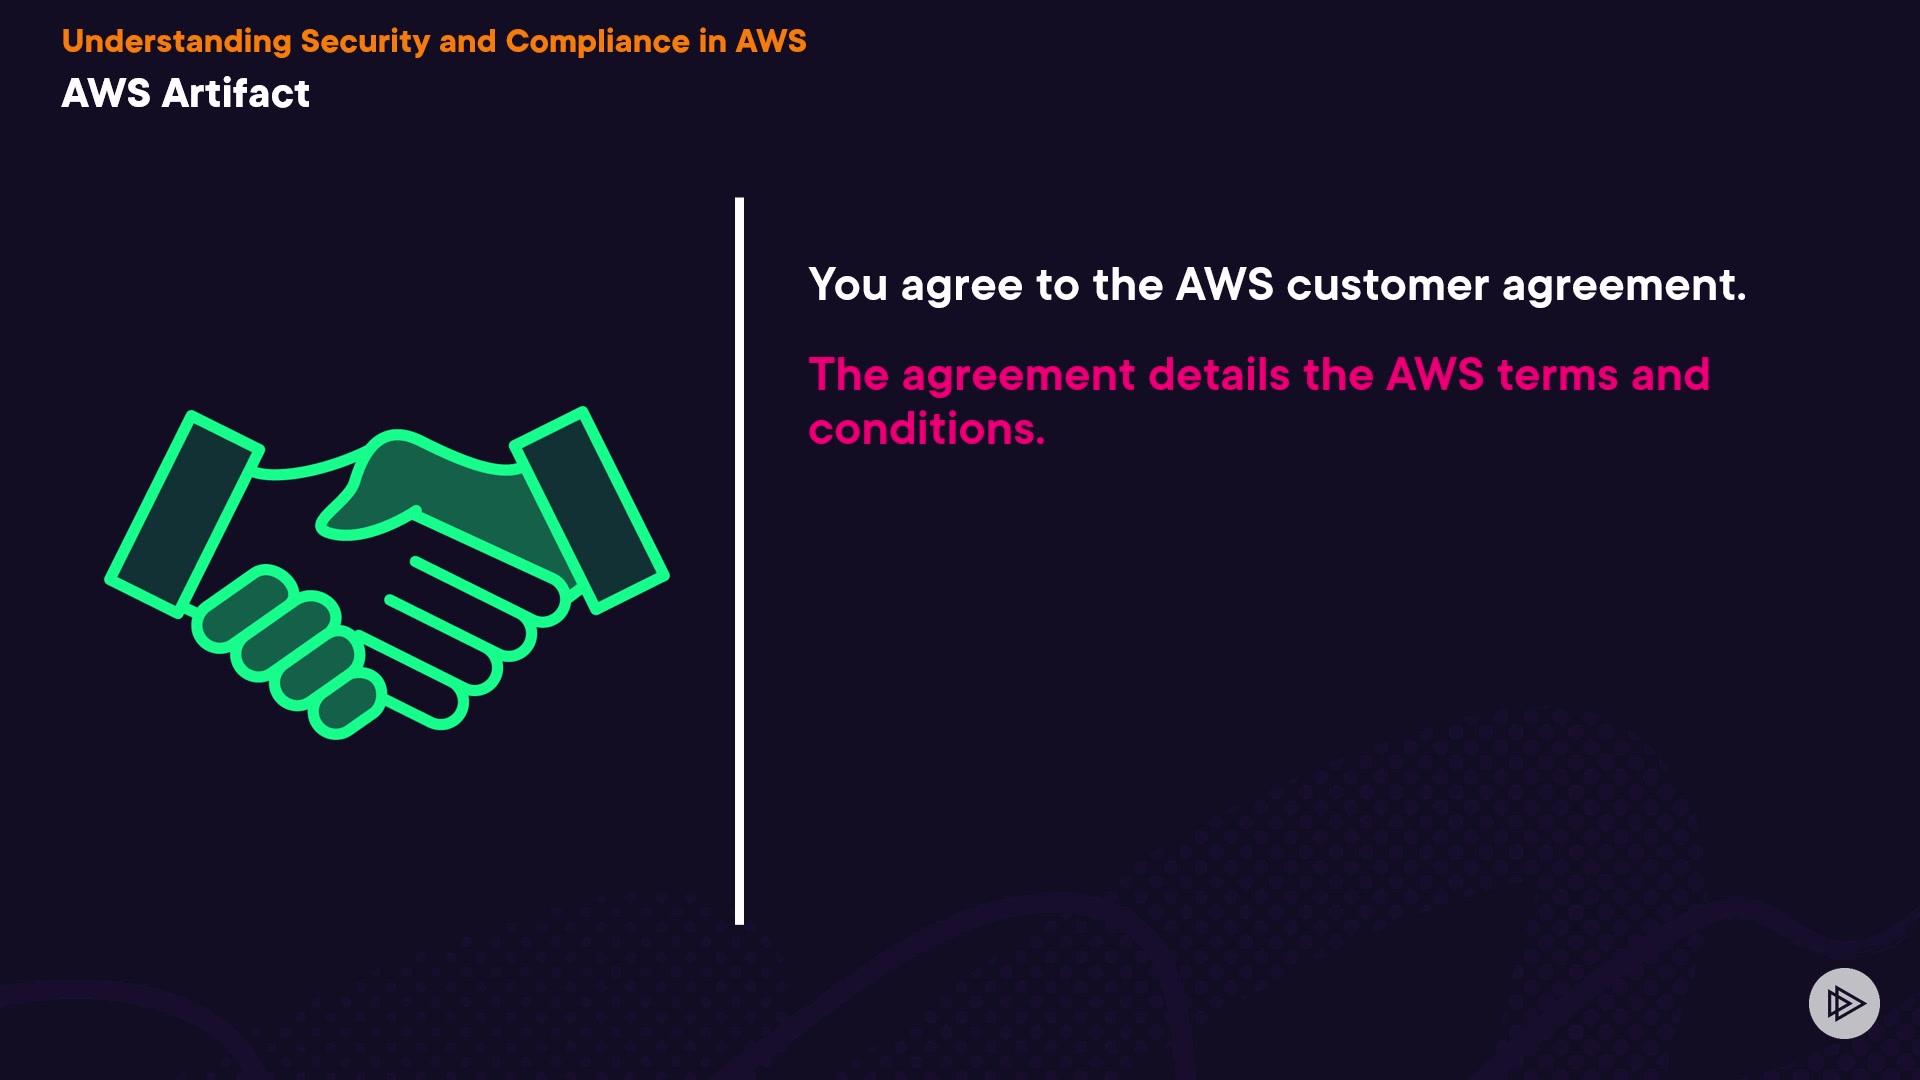 Understanding Security and Compliance in AWS
AWS Artifact
You agree to the AWS customer agreement.
The agreement details the AWS terms and
conditions.